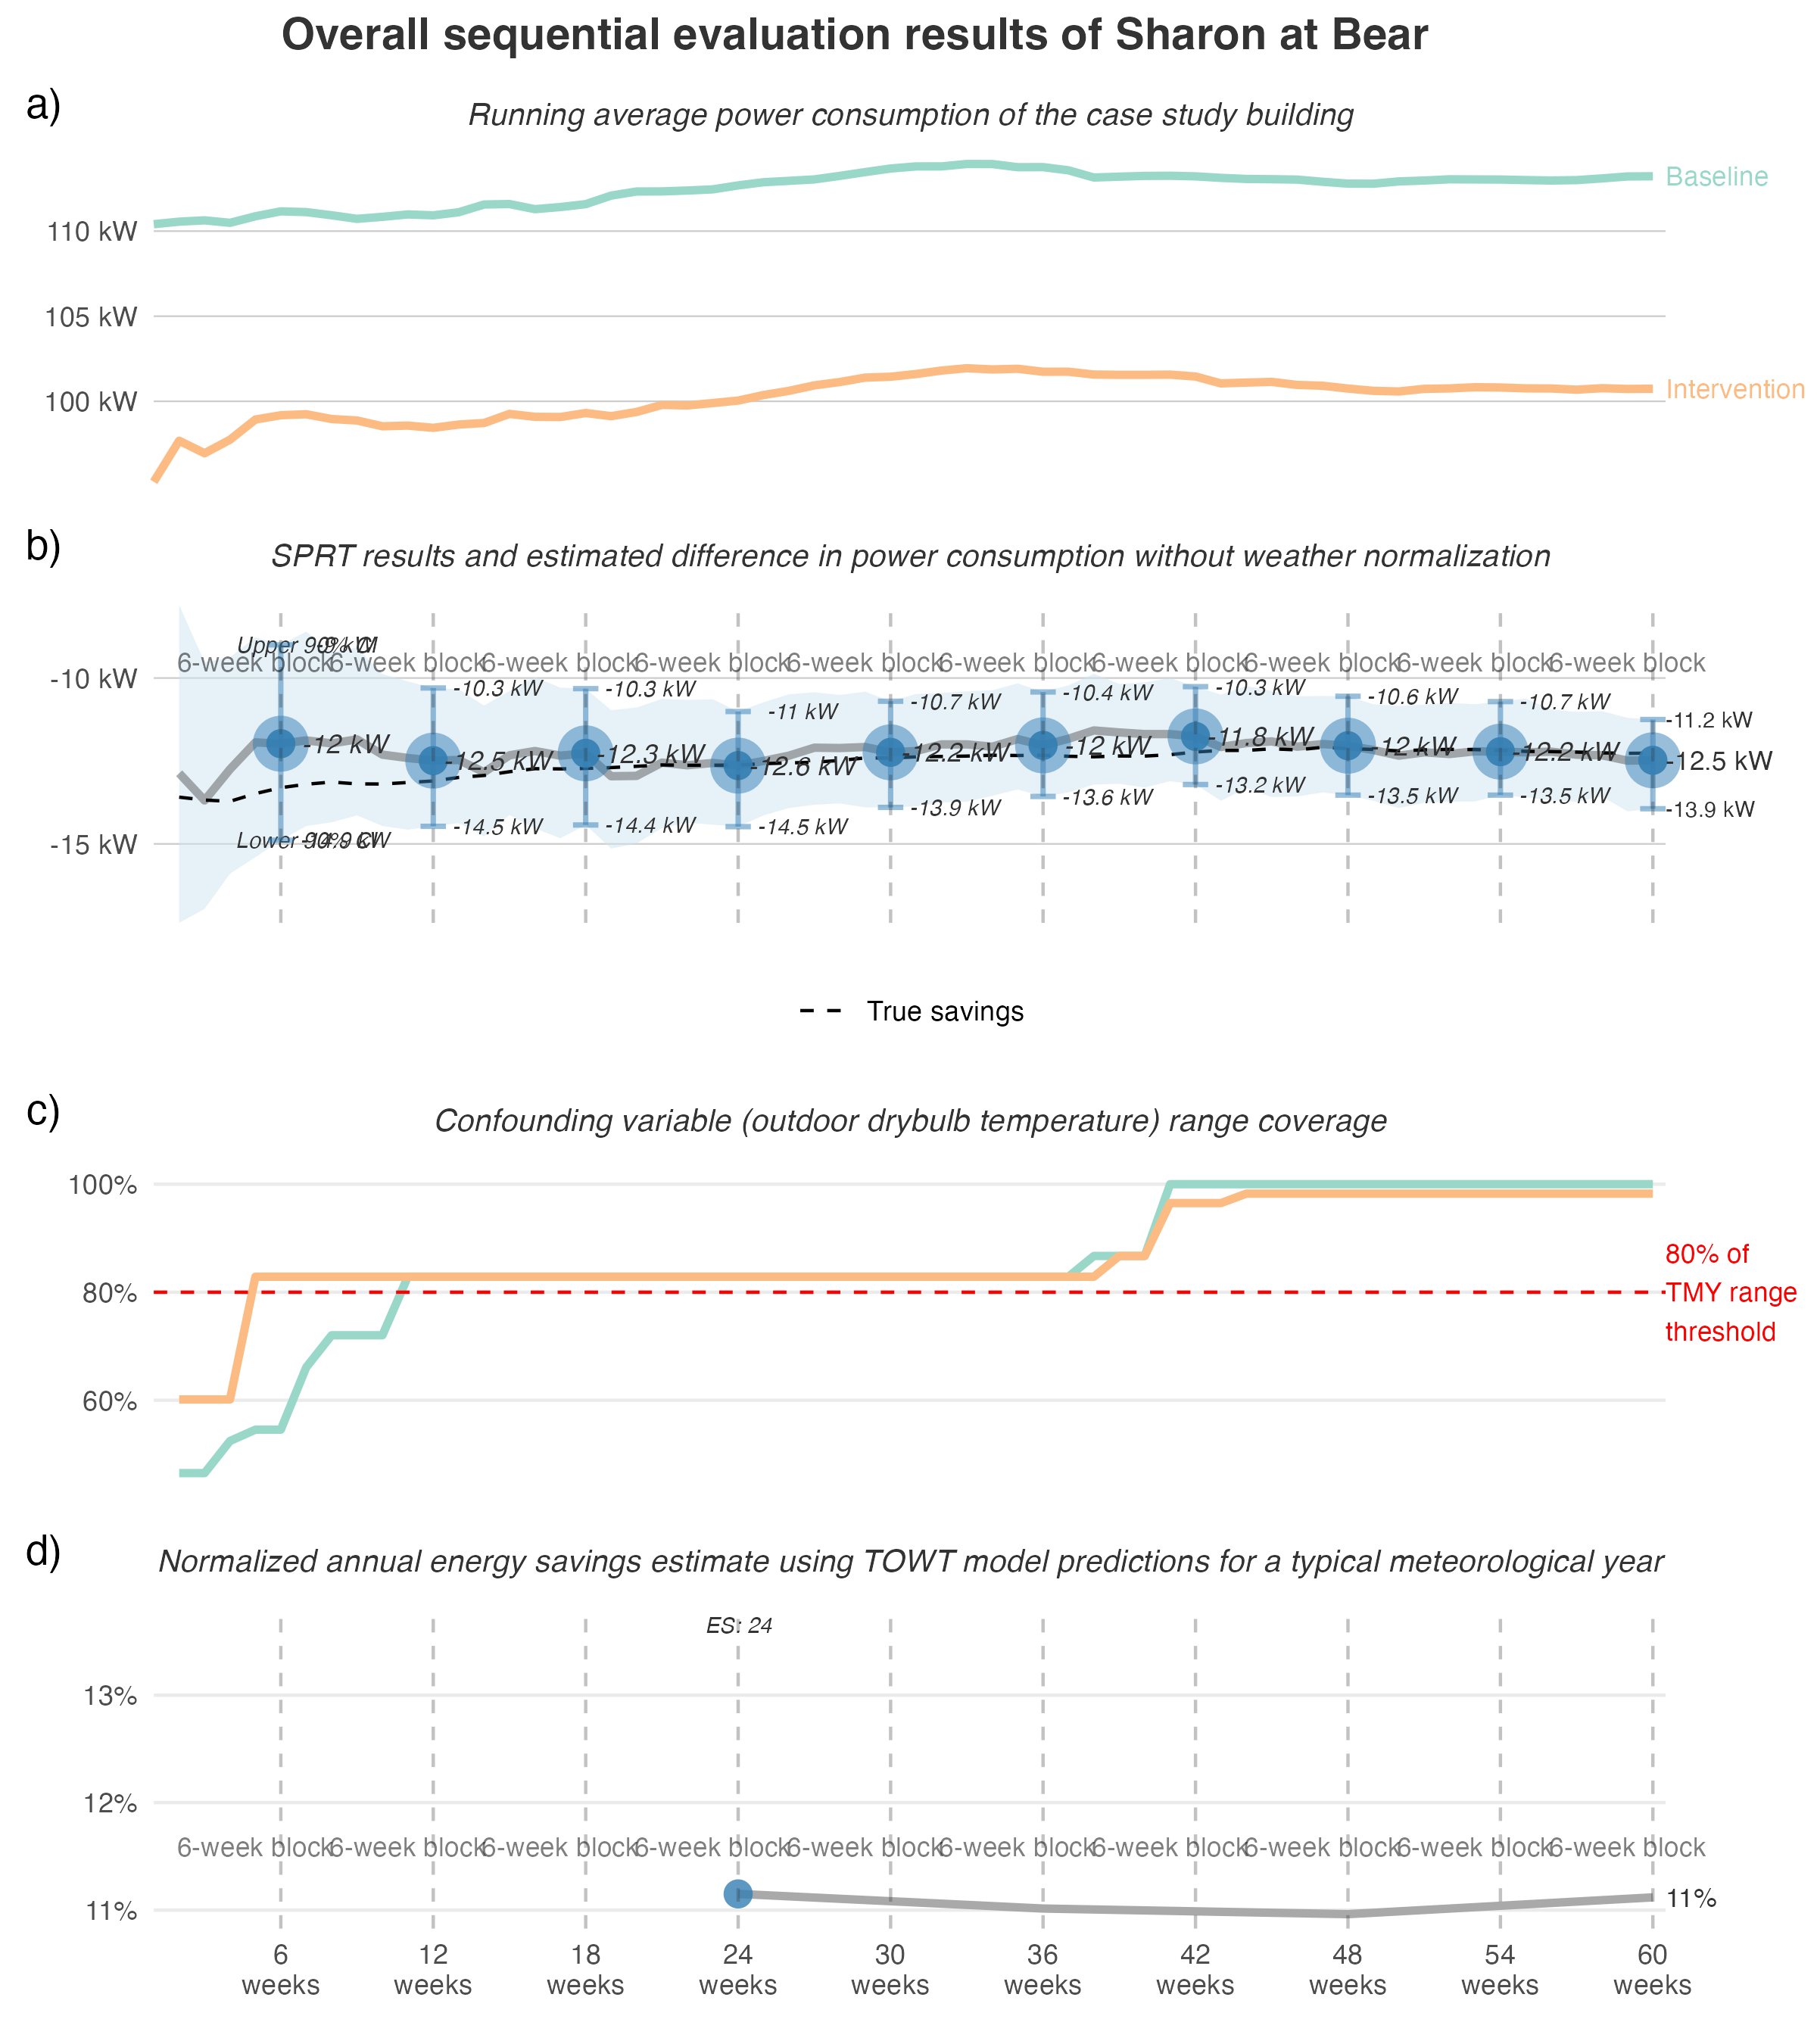 Overall sequential evaluation results of Sharon at Bear
a)
Running average power consumption of the case study building
Baseline
110 kW
105 kW
100 kW
Intervention
b)
SPRT results and estimated difference in power consumption without weather normalization
Upper 90% CI
-9 kW
6-week block 6-week block 6-week block 6-week block 6-week block 6-week block 6-week block 6-week block 6-week block 6-week block
-10 kW
-10.3 kW -10.3 kW -11 kW -10.7 kW -10.4 kW -10.3 kW -10.6 kW -10.7 kW -11.2 kW
-12 kW -12.5 kW -12.3 kW -12.6 kW -12.2 kW -12 kW -11.8 kW -12 kW -12.2 kW -12.5 kW
-14.5 kW -14.4 kW -14.5 kW -13.9 kW -13.6 kW -13.2 kW -13.5 kW -13.5 kW -13.9 kW
Lower 90% CI
-14.9 kW
-15 kW
True savings
c)
Confounding variable (outdoor drybulb temperature) range coverage
100%
80%
60%
80% of
TMY range
threshold
d)
Normalized annual energy savings estimate using TOWT model predictions for a typical meteorological year
ES: 24
13%
12%
6-week block 6-week block 6-week block 6-week block 6-week block 6-week block 6-week block 6-week block 6-week block 6-week block
11%
11%
6 12 18 24 30 36 42 48 54 60
weeks weeks weeks weeks weeks weeks weeks weeks weeks weeks